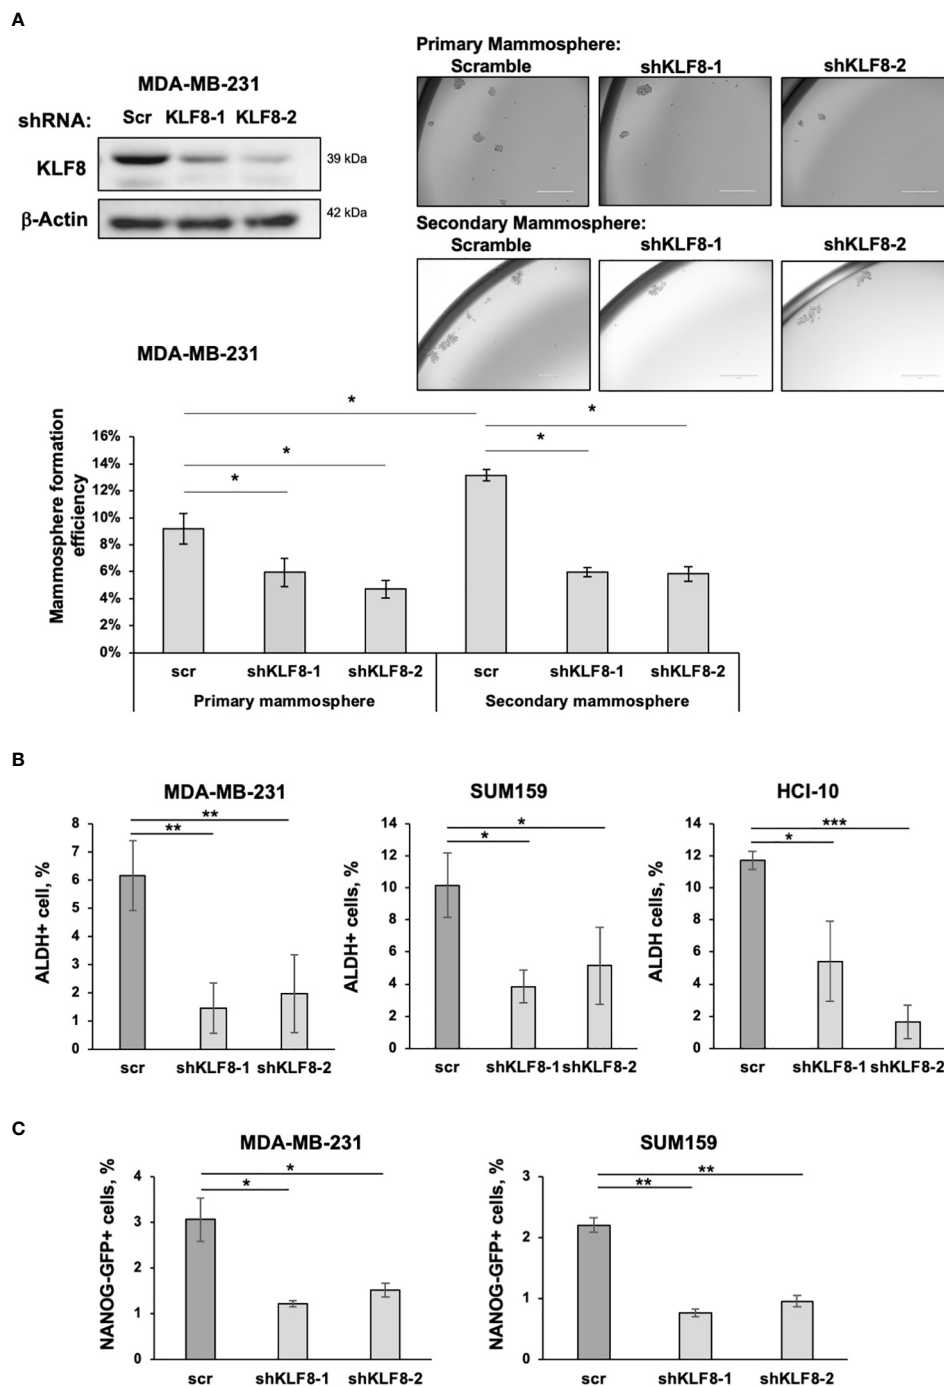 A
MDA-MB-231
shRNA: Scr KLF8-1 KLF8-2
KLF8
39 kDa
β-Actin
42 kDa
Primary Mammosphere:
Scramble shKLF8-1 shKLF8-2
Secondary Mammosphere:
Scramble shKLF8-1 shKLF8-2
MDA-MB-231
Mammosphere formation
efficiency
16%
14%
12%
10%
8%
6%
4%
2%
0%
* * * * * *
scr shKLF8-1 shKLF8-2 scr shKLF8-1 shKLF8-2
Primary mammosphere Secondary mammosphere
B
MDA-MB-231
ALDH+ cell, %
8
7
6
5
4
3
2
1
0
**
**
scr shKLF8-1 shKLF8-2
SUM159
ALDH+ cells, %
14
12
10
8
6
4
2
0
*
*
scr shKLF8-1 shKLF8-2
HCI-10
ALDH cells, %
14
12
10
8
6
4
2
0
***
*
scr shKLF8-1 shKLF8-2
C
MDA-MB-231
NANOG-GFP+ cells, %
4
3
2
1
0
*
*
scr shKLF8-1 shKLF8-2
SUM159
NANOG-GFP+ cells, %
3
2
1
0
**
**
scr shKLF8-1 shKLF8-2